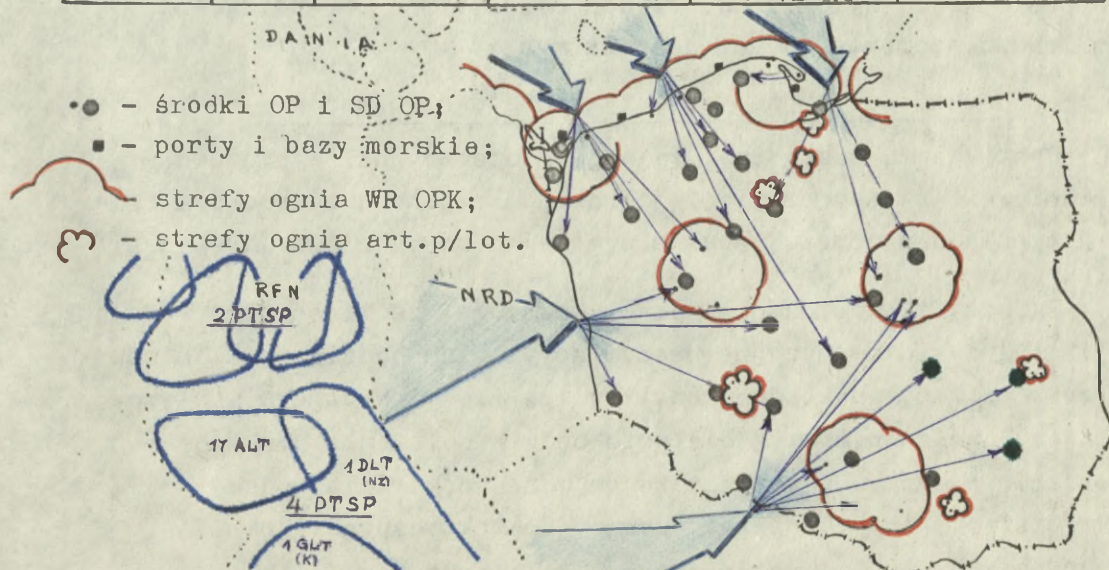 DANIA
- środki OP i SD OP;
- porty i bazy morskie;
- strefy ognia WR OPK;
- strefy ognia art.p/lot.
RFN
2 PTSP
NRD
17 ALT
1 DLT
(NZ)
4 PTSP
1 GLT
(K)